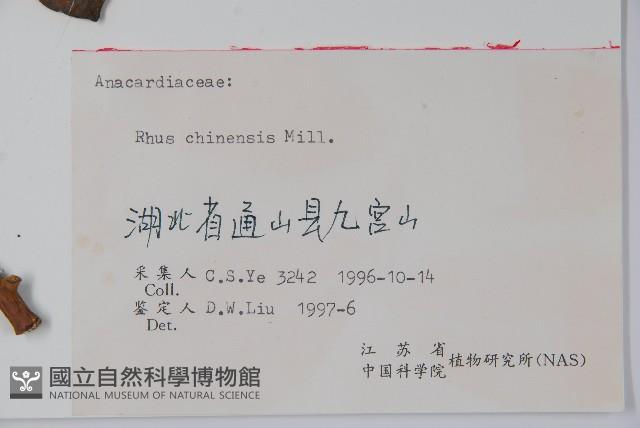 Anacardiaceae:
Rhus chinensis Mill.
湖北省通山县九宫山
采集人 C.S.Ye 3242 1996-10-14
Coll.
鉴定人 D.W.Liu 1997-6
Det.
江苏省
中国科学院 植物研究所(NAS)
國立自然科學博物館
NATIONAL MUSEUM OF NATURAL SCIENCE